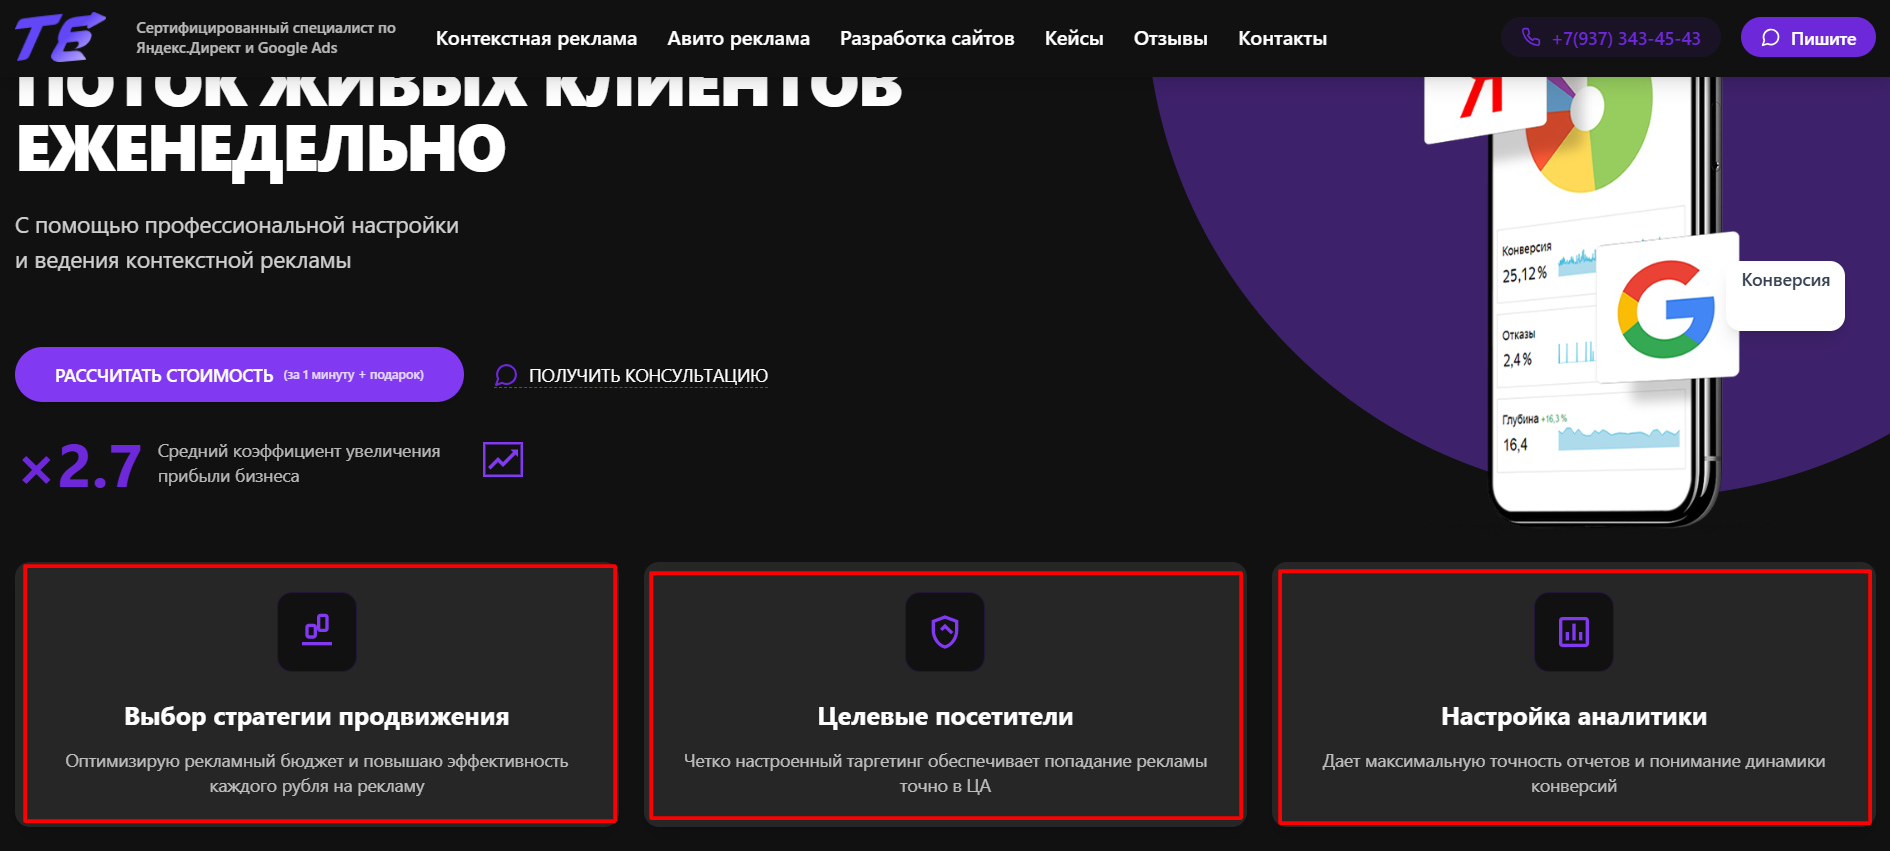 ТЕ
Сертифицированный специалист по
Яндекс.Директ и Google Ads
Контекстная реклама
Авито реклама
Разработка сайтов
Кейсы
Отзывы
Контакты
+7(937) 343-45-43
Пишите
ПОТОК ЖИВЫХ КЛИЕНТОВ
ЕЖЕНЕДЕЛЬНО
С помощью профессиональной настройки
и ведения контекстной рекламы
РАССЧИТАТЬ СТОИМОСТЬ (за 1 минуту + подарок)
ПОЛУЧИТЬ КОНСУЛЬТАЦИЮ
×2.7
Средний коэффициент увеличения
прибыли бизнеса
Я
Конверсия
25,12%
Отказы
2,4%
Глубина +16,3%
16,4
G
Конверсия
Выбор стратегии продвижения
Оптимизирую рекламный бюджет и повышаю эффективность
каждого рубля на рекламу
Целевые посетители
Четко настроенный таргетинг обеспечивает попадание рекламы
точно в ЦА
Настройка аналитики
Дает максимальную точность отчетов и понимание динамики
конверсий